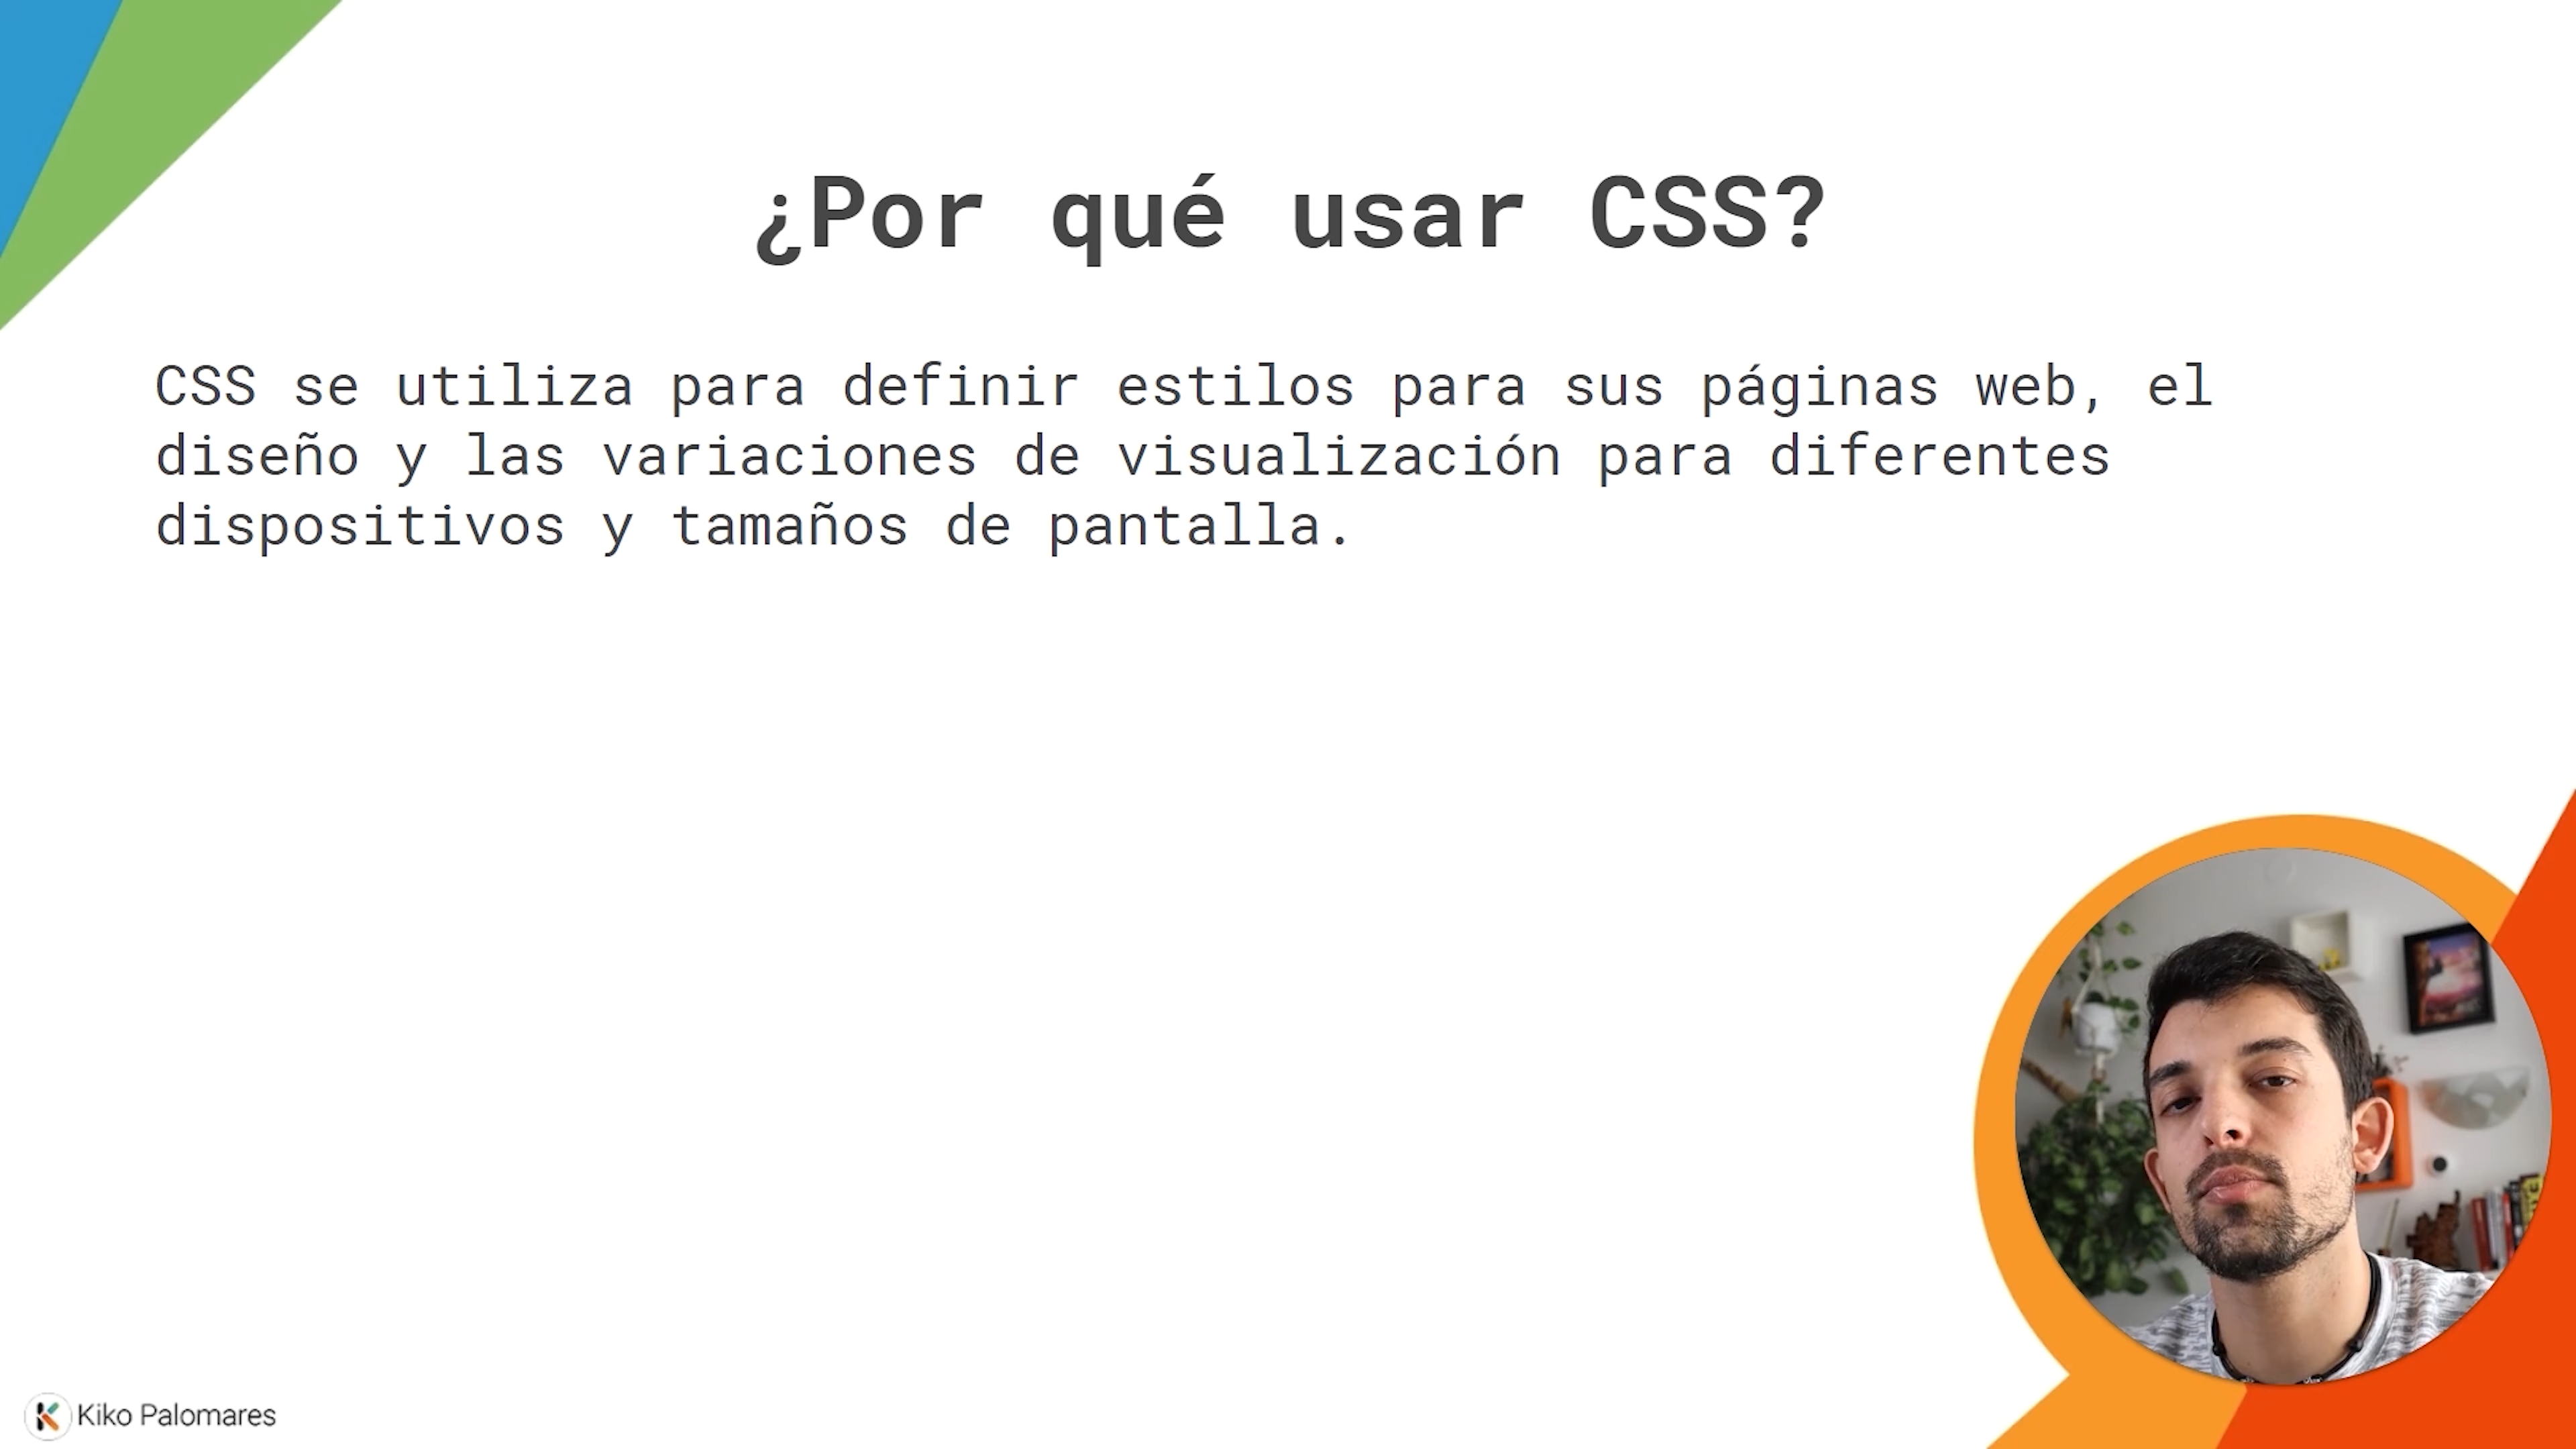 ¿Por qué usar CSS?
CSS se utiliza para definir estilos para sus páginas web, el
diseño y las variaciones de visualización para diferentes
dispositivos y tamaños de pantalla.
Kiko Palomares